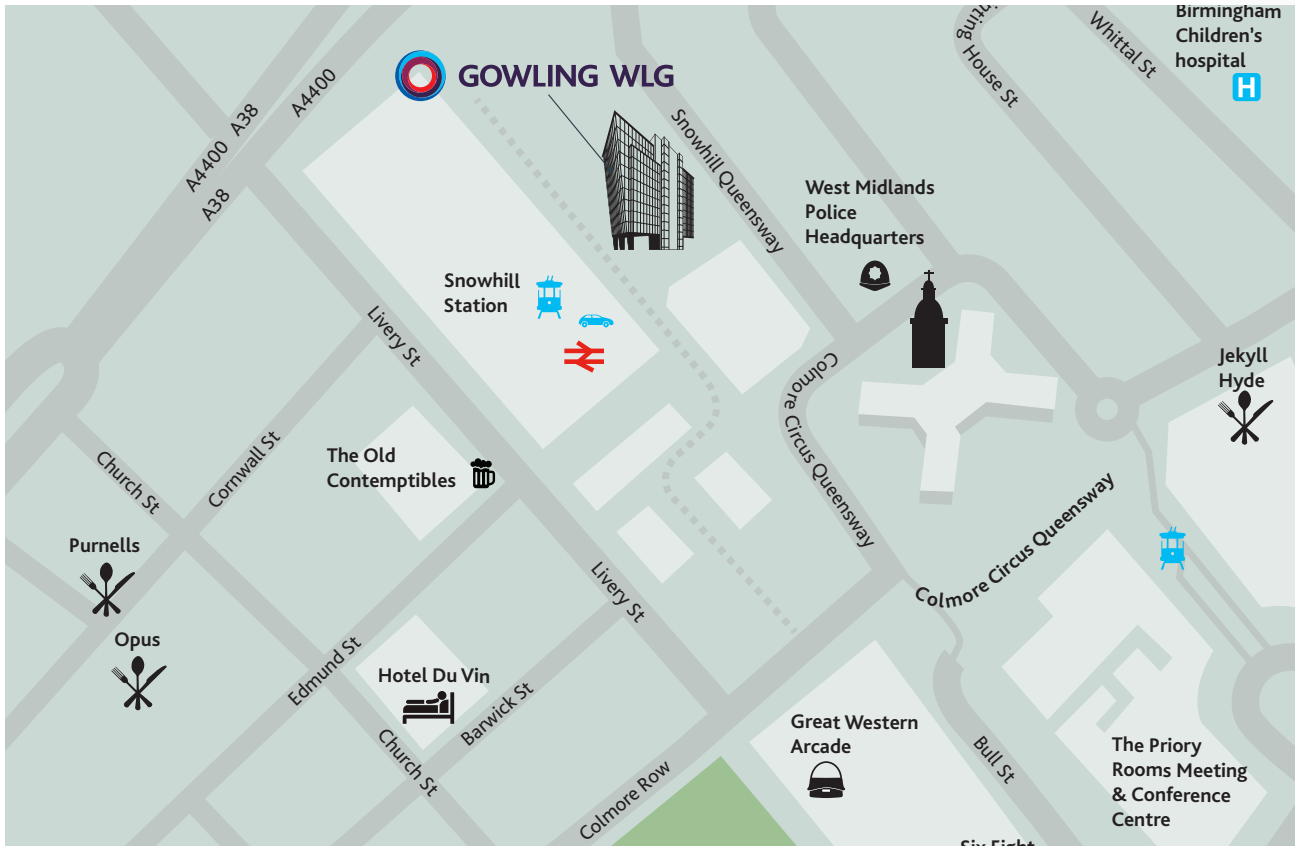 Birmingham
Children's
hospital
H
Whittal St
nting
House St
GOWLING WLG
A4400
A38
A4400
A38
Snowhill Queensway
West Midlands
Police
Headquarters
Snowhill
Station
Livery St
Colmore Circus Queensway
Jekyll
Hyde
The Old
Contemptibles
Cornwall St
Church St
Purnells
Opus
Colmore Circus Queensway
Livery St
Edmund St
Hotel Du Vin
Barwick St
Church St
Colmore Row
Great Western
Arcade
Bull St
The Priory
Rooms Meeting
& Conference
Centre
Six Eight